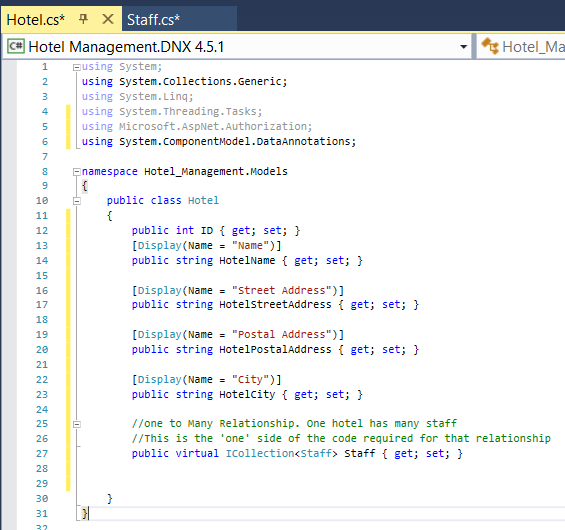 Hotel.cs* Staff.cs*
C# Hotel Management.DNX 4.5.1 Hotel_Ma
1 using System;
2 using System.Collections.Generic;
3 using System.Linq;
4 using System.Threading.Tasks;
5 using Microsoft.AspNet.Authorization;
6 using System.ComponentModel.DataAnnotations;
7
8 namespace Hotel_Management.Models
9 {
10 public class Hotel
11 {
12 public int ID { get; set; }
13 [Display(Name = "Name")]
14 public string HotelName { get; set; }
15
16 [Display(Name = "Street Address")]
17 public string HotelStreetAddress { get; set; }
18
19 [Display(Name = "Postal Address")]
20 public string HotelPostalAddress { get; set; }
21
22 [Display(Name = "City")]
23 public string HotelCity { get; set; }
24
25 //one to Many Relationship. One hotel has many staff
26 //This is the 'one' side of the code required for that relationship
27 public virtual ICollection<Staff> Staff { get; set; }
28
29
30 }
31 }
32